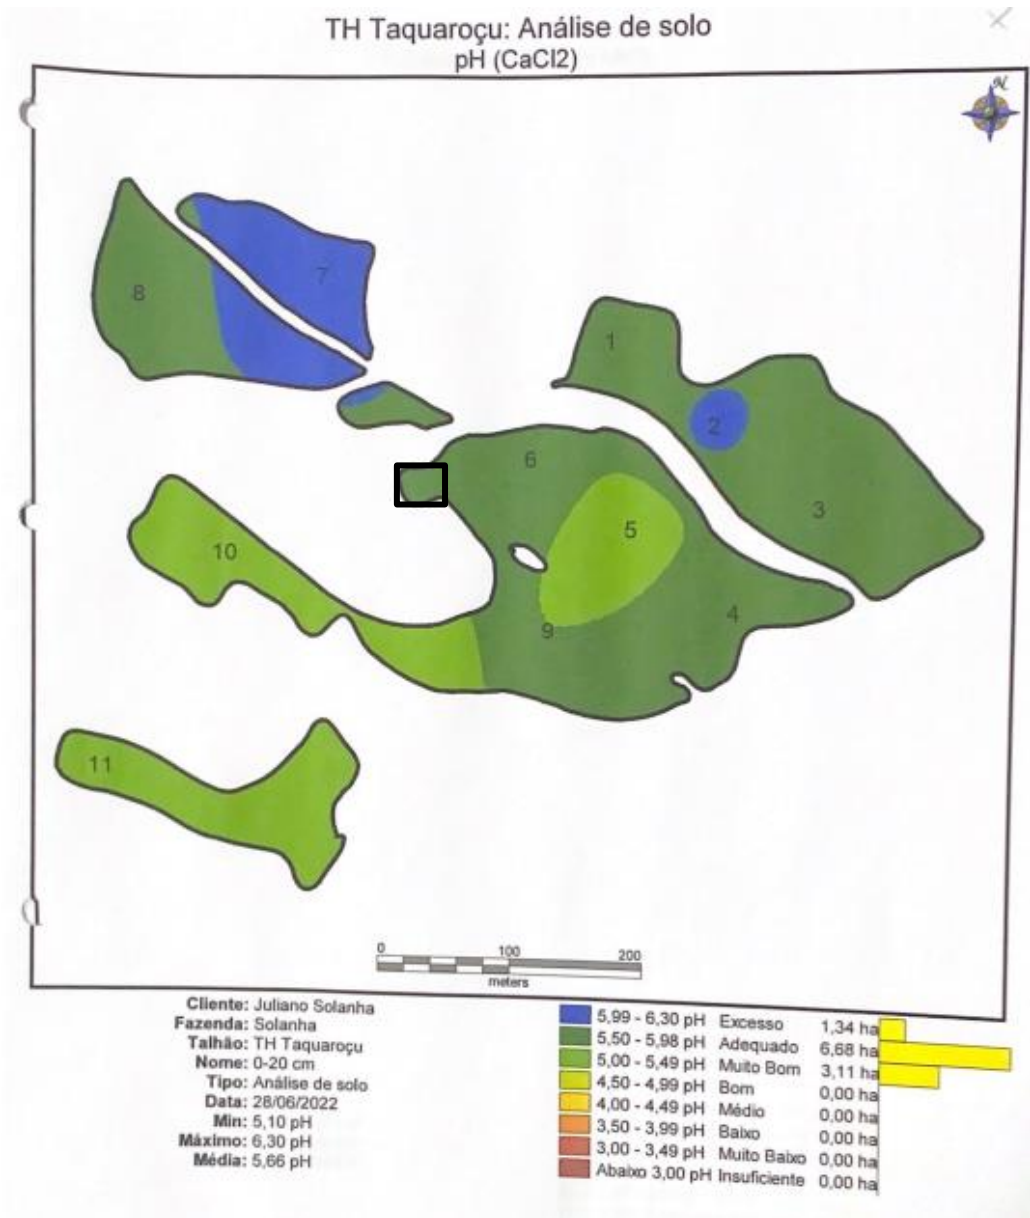 TH Taquaroçu: Análise de solo
pH (CaCl2)
N
7
8
1
2
6
3
5
10
4
9
11
0 100 200
meters
Cliente: Juliano Solanha
Fazenda: Solanha
Talhão: TH Taquaroçu
Nome: 0-20 cm
Tipo: Análise de solo
Data: 28/06/2022
Min: 5,10 pH
Máximo: 6,30 pH
Média: 5,66 pH
5,99 - 6,30 pH Excesso 1,34 ha
5,50 - 5,98 pH Adequado 6,68 ha
5,00 - 5,49 pH Muito Bom 3,11 ha
4,50 - 4,99 pH Bom 0,00 ha
4,00 - 4,49 pH Médio 0,00 ha
3,50 - 3,99 pH Baixo 0,00 ha
3,00 - 3,49 pH Muito Baixo 0,00 ha
Abaixo 3,00 pH Insuficiente 0,00 ha